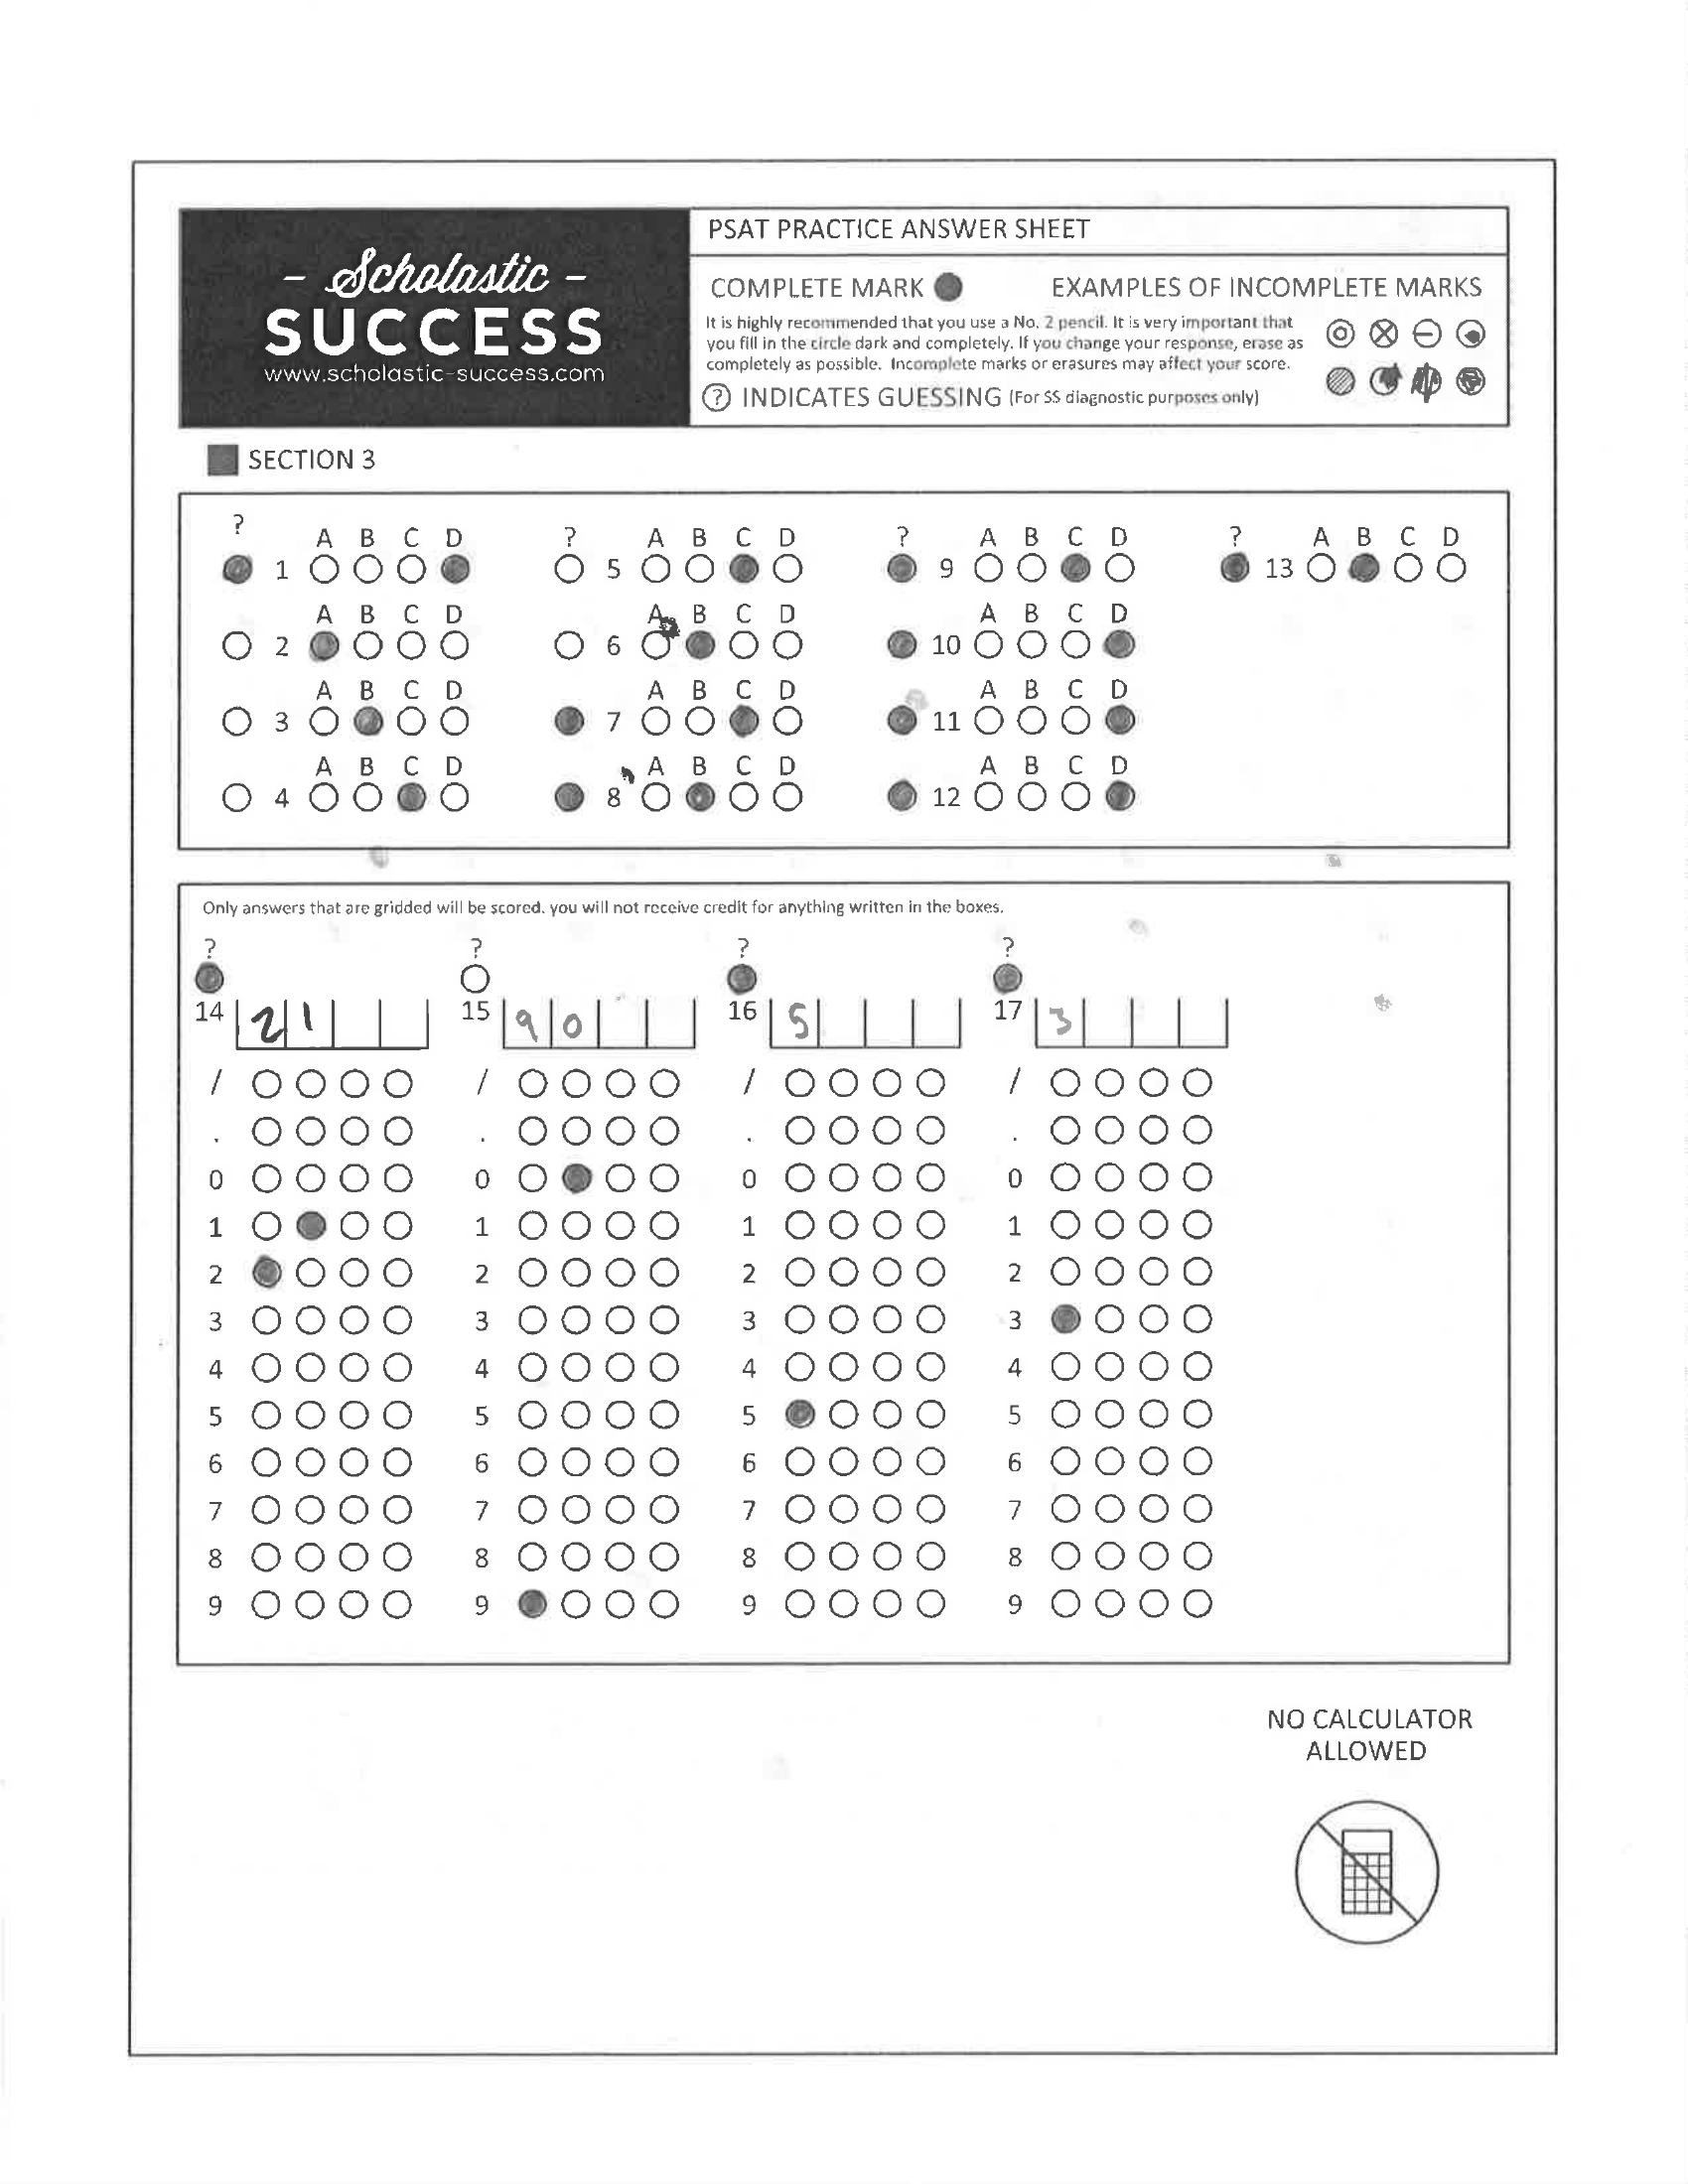 - Scholastic -
SUCCESS
www.scholastic-success.com
PSAT PRACTICE ANSWER SHEET
COMPLETE MARK EXAMPLES OF INCOMPLETE MARKS
It is highly recommended that you use a No. 2 pencil. It is very important that
you fill in the circle dark and completely. If you change your response, erase as
completely as possible. Incomplete marks or erasures may affect your score.
? INDICATES GUESSING (For SS diagnostic purposes only)
SECTION 3
? A B C D ? A B C D ? A B C D ? A B C D
1 5 9 13
A B C D A B C D A B C D
2 6 10
A B C D A B C D A B C D
3 7 11
A B C D A B C D A B C D
4 8 12
Only answers that are gridded will be scored. you will not receive credit for anything written in the boxes.
? ? ? ?
14 21 15 90 16 5 17 3
/ / / /
. . . .
0 0 0 0
1 1 1 1
2 2 2 2
3 3 3 3
4 4 4 4
5 5 5 5
6 6 6 6
7 7 7 7
8 8 8 8
9 9 9 9
NO CALCULATOR
ALLOWED